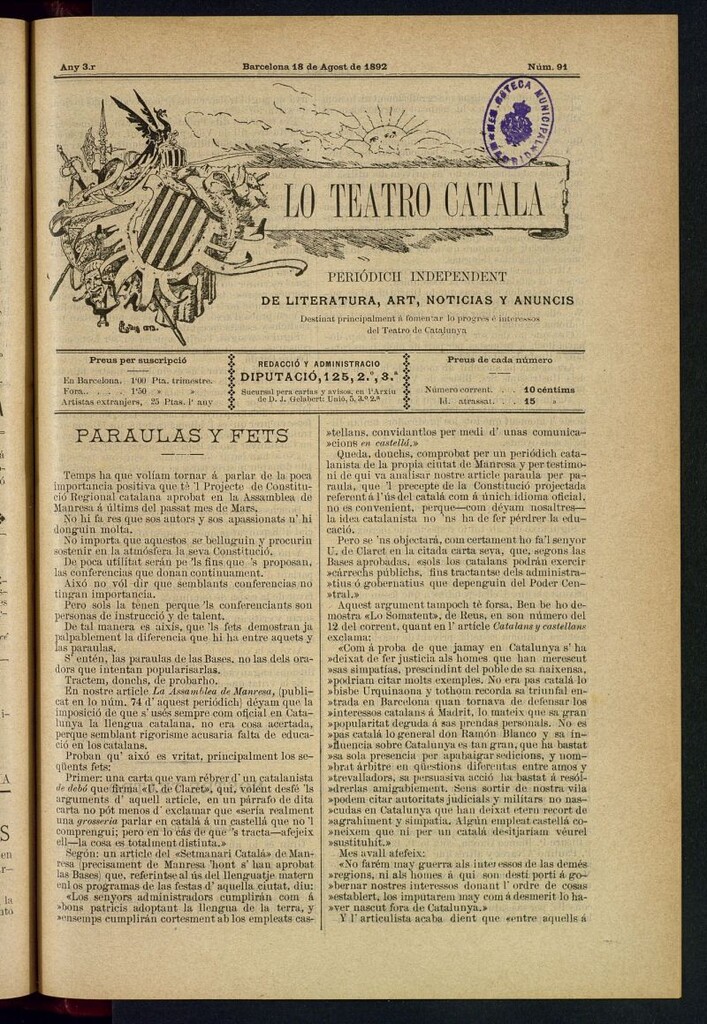 Any 3.r
Barcelona 18 de Agost de 1892
Núm. 91
LO TEATRO CATALA
PERIÓDICH INDEPENDENT
DE LITERATURA, ART, NOTICIAS Y ANUNCIS
Destinat principalment á fomentar lo progres é interessos
del Teatro de Catalunya
Preus per suscripció
En Barcelona. 1'00 Pta. trimestre.
Fora. . . . 1'50 » »
Artistas extranjers, 25 Ptas. l' any
REDACCIÓ Y ADMINISTRACIO
DIPUTACIÓ, 125, 2.º, 3.ª
Sucursal pera cartas y avisos, en l'Arxiu
de D. J. Gelabert: Unió, 5, 3.º 2.ª
Preus de cada número
Número corrent. . . 10 céntims
Id. atrassat. . . 15 »
PARAULAS Y FETS
Temps ha que voliam tornar á parlar de la poca
importancia positiva que té 'l Projecte de Constitu-
ció Regional catalana aprobat en la Assamblea de
Manresa á últims del passat mes de Mars.
No hi fa res que sos autors y sos apassionats n' hi
donguin molta.
No importa que aquestos se belluguin y procurin
sostenir en la atmósfera la seva Constitució.
De poca utilitat serán pe 'ls fins que 's proposan,
las conferencias que donan continuament.
Aixó no vol dir que semblants conferencias no
tingan importancia.
Pero sols la tenen perque 'ls conferenciants son
personas de instrucció y de talent.
De tal manera es aixis, que 'ls fets demostran ja
palpablement la diferencia que hi ha entre aquets y
las paraulas.
S' entén, las paraulas de las Bases, no las dels ora-
dors que intentan popularisarlas.
Tractem, donchs, de probarho.
En nostre article La Assamblea de Manresa, (publi-
cat en lo núm. 74 d' aquest periódich) déyam que la
imposició de que s' usés sempre com oficial en Cata-
lunya la llengua catalana, no era cosa acertada,
perque semblant rigorisme acusaria falta de educa-
ció en los catalans.
Proban qu' aixó es vritat, principalment los se-
qüents fets:
Primer: una carta que vam rébrer d' un catalanista
de debó que firma «U. de Claret», qui, volent desfé 'ls
arguments d' aquell article, en un párrafo de dita
carta no pót menos d' exclamar que «seria realment
una grosseria parlar en catalá á un castellá que no 'l
comprengui; pero en lo cás de que 's tracta—afejeix
ell—la cosa es totalment distinta.»
Segón: un article del «Setmanari Catalá» de Man-
resa (precisament de Manresa 'hont s' han aprobat
las Bases) que, referintse al ús del llenguatje matern
en los programas de las festas d' aquella ciutat, diu:
«Los senyors administradors cumplirán com á
»bons patricis adoptant la llengua de la terra, y
»ensemps cumplirán cortesment ab los empleats cas-
»tellans, convidantlos per medi d' unas comunica-
»cions en castellá.»
Queda, donchs, comprobat per un periódich cat-
lanista de la propia ciutat de Manresa y per testimo-
ni de qui va analisar nostre article paraula per pa-
raula, que 'l precepte de la Constitució projectada
referent á l' ús del catalá com á únich idioma oficial,
no es convenient, perque—com déyam nosaltres—
la idea catalanista no 'ns ha de fer pérdrer la edu-
cació.
Pero se 'ns objectará, com certament ho fa 'l senyor
U. de Claret en la citada carta seva, que, segons las
Bases aprobadas, «sols los catalans podrán exercir
»cárrechs públichs, fins tractantse dels administra-
»tius ó gobernatius que depenguin del Poder Cen-
»tral.»
Aquest argument tampoch té forsa. Ben be ho de-
mostra «Lo Somatent», de Reus, en son número del
12 del corrent, quant en l' article Catalans y castellans
exclama:
«Com á proba de que jamay en Catalunya s' ha
»deixat de fer justicia als homes que han merescut
»sas simpatias, prescindint del poble de sa naixensa,
»podriam citar molts exemples. No era pas catalá lo
»bisbe Urquinaona y tothom recorda sa triunfal en-
»trada en Barcelona quan tornava de defensar los
»interessos catalans á Madrit, lo mateix que sa gran
»popularitat deguda á sas prendas personals. No es
»pas catalá lo general don Ramón Blanco y sa in-
»fluencia sobre Catalunya es tan gran, que ha bastat
»sa sola presencia per apabaigar sedicions, y nom-
»brat árbitre en qüestions diferentas entre amos y
»trevalladors, sa persuasiva acció ha bastat á resól-
»drerlas amigablement. Sens sortir de nostra vila
»podem citar autoritats judicials y militars no nas-
»cudas en Catalunya que han deixat etern record de
»agrahiment y simpatia. Algún empleat castellá co-
»neixem que ni per un catalá desitjariam véurel
»sustituhit.»
Mes avall afefeix:
«No farém may guerra als interessos de las demés
»regions, ni als homes á qui son destí portí á go-
»bernar nostres interessos donant l' ordre de cosas
»establert, los imputarem may com á desmerit lo ha-
»ver nascut fora de Catalunya.»
Y l' articulista acaba dient que «entre aquells á